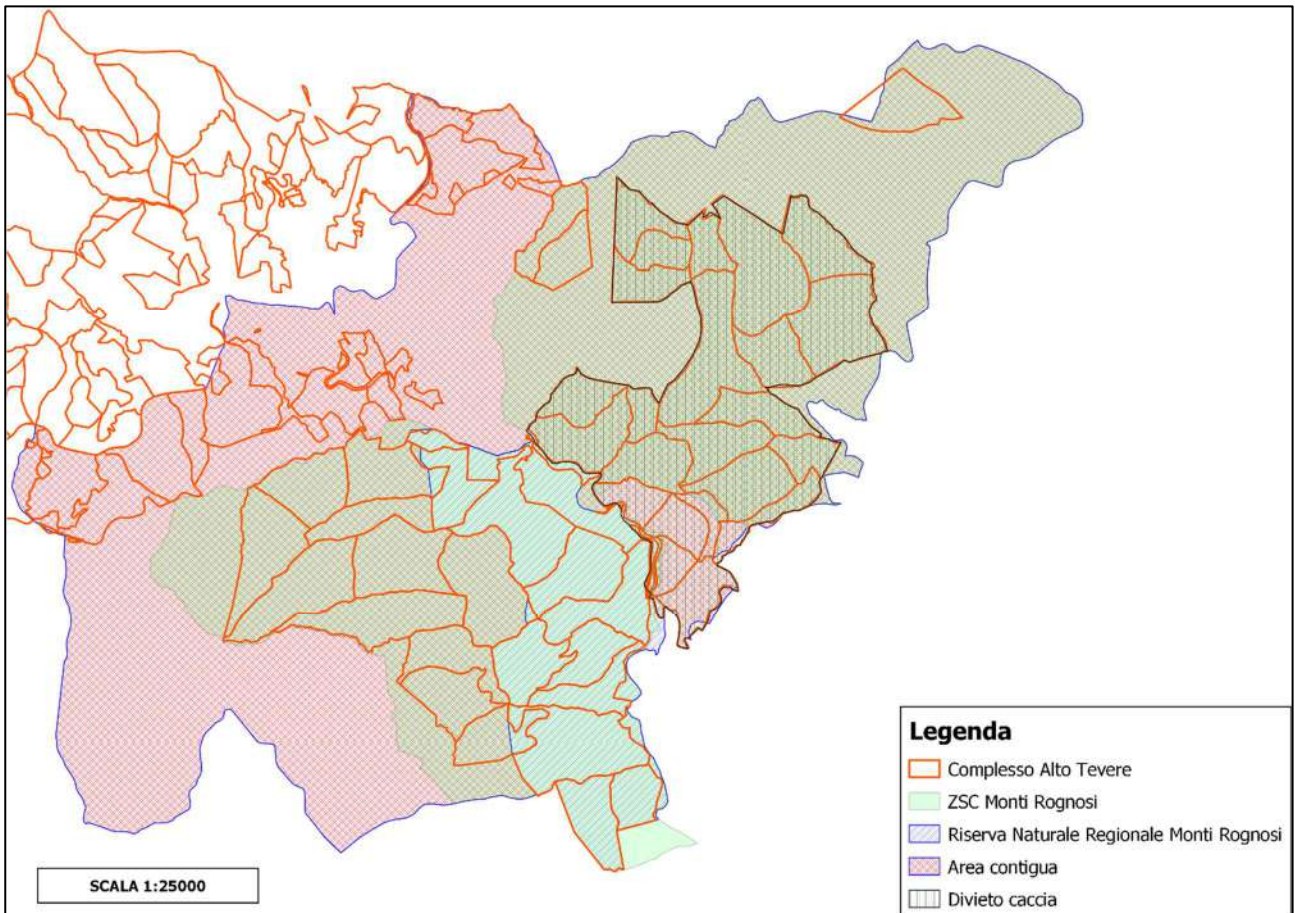 Legenda
Complesso Alto Tevere
ZSC Monti Rognosi
Riserva Naturale Regionale Monti Rognosi
Area contigua
Divieto caccia
SCALA 1:25000